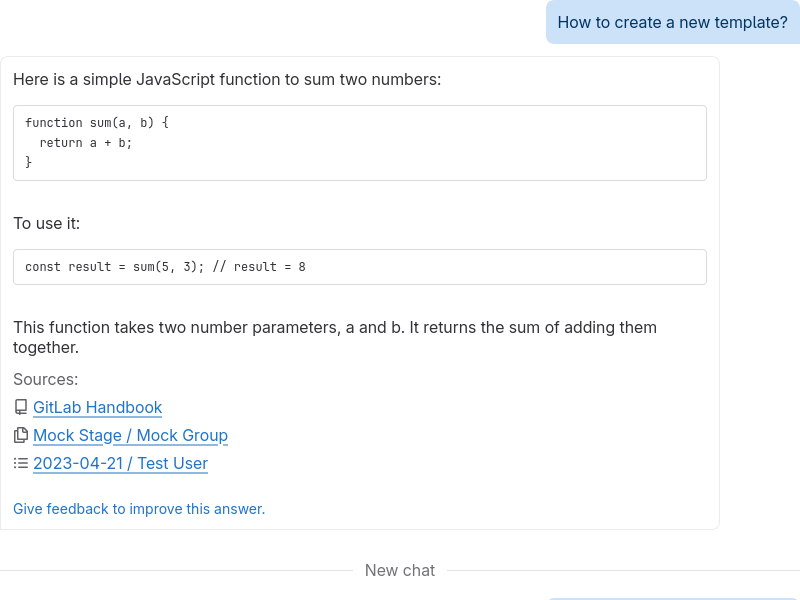 How to create a new template?
Here is a simple JavaScript function to sum two numbers:
function sum(a, b) {
  return a + b;
}
To use it:
const result = sum(5, 3); // result = 8
This function takes two number parameters, a and b. It returns the sum of adding them
together.
Sources:
GitLab Handbook
Mock Stage / Mock Group
2023-04-21 / Test User
Give feedback to improve this answer.
New chat